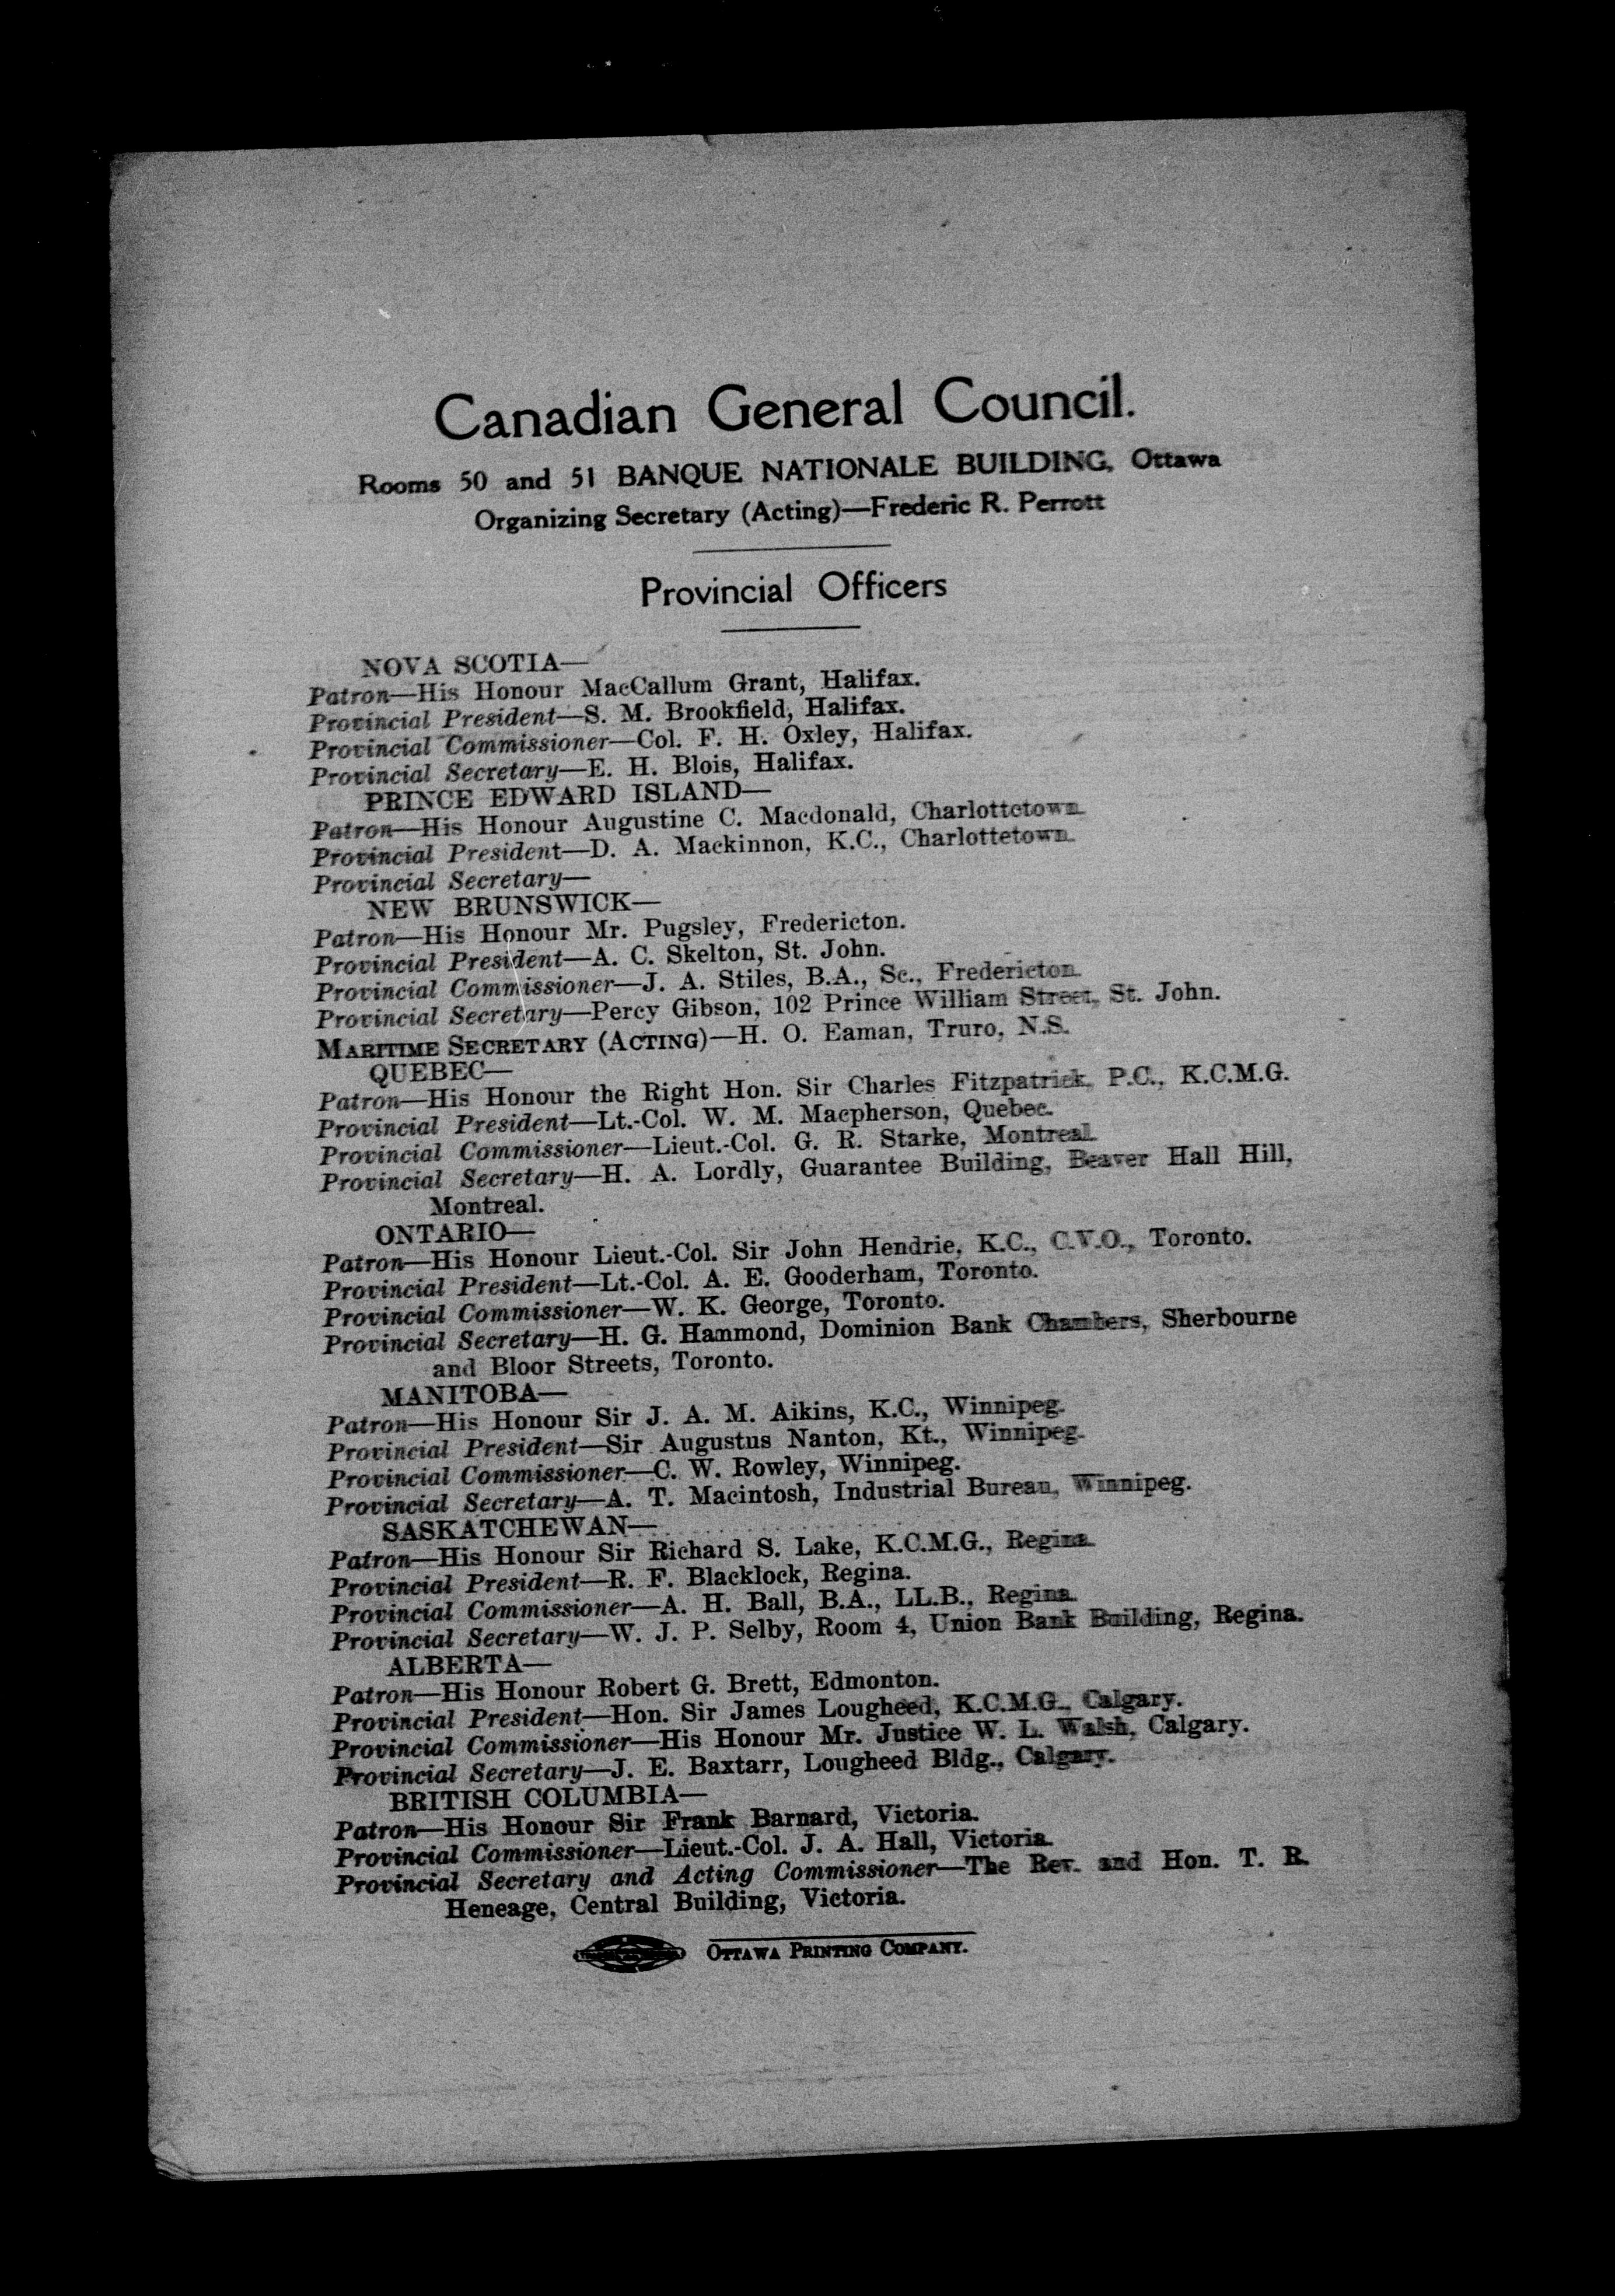 Canadian General Council.
Rooms 50 and 51 BANQUE NATIONALE BUILDING, Ottawa
Organizing Secretary (Acting)—Frederic R. Perrott
Provincial Officers
NOVA SCOTIA—
Patron—His Honour MacCallum Grant, Halifax.
Provincial President—S. M. Brookfield, Halifax.
Provincial Commissioner—Col. F. H. Oxley, Halifax.
Provincial Secretary—E. H. Blois, Halifax.
PRINCE EDWARD ISLAND—
Patron—His Honour Augustine C. Macdonald, Charlottetown.
Provincial President—D. A. Mackinnon, K.C., Charlottetown.
Provincial Secretary—
NEW BRUNSWICK—
Patron—His Honour Mr. Pugsley, Fredericton.
Provincial President—A. C. Skelton, St. John.
Provincial Commissioner—J. A. Stiles, B.A., Sc., Fredericton.
Provincial Secretary—Percy Gibson, 102 Prince William Street, St. John.
MARITIME SECRETARY (ACTING)—H. O. Eaman, Truro, N.S.
QUEBEC—
Patron—His Honour the Right Hon. Sir Charles Fitzpatrick, P.C., K.C.M.G.
Provincial President—Lt.-Col. W. M. Macpherson, Quebec.
Provincial Commissioner—Lieut.-Col. G. R. Starke, Montreal.
Provincial Secretary—H. A. Lordly, Guarantee Building, Beaver Hall Hill,
Montreal.
ONTARIO—
Patron—His Honour Lieut.-Col. Sir John Hendrie, K.C., C.V.O., Toronto.
Provincial President—Lt.-Col. A. E. Gooderham, Toronto.
Provincial Commissioner—W. K. George, Toronto.
Provincial Secretary—H. G. Hammond, Dominion Bank Chambers, Sherbourne
and Bloor Streets, Toronto.
MANITOBA—
Patron—His Honour Sir J. A. M. Aikins, K.C., Winnipeg.
Provincial President—Sir Augustus Nanton, Kt., Winnipeg.
Provincial Commissioner—C. W. Rowley, Winnipeg.
Provincial Secretary—A. T. Macintosh, Industrial Bureau, Winnipeg.
SASKATCHEWAN—
Patron—His Honour Sir Richard S. Lake, K.C.M.G., Regina.
Provincial President—R. F. Blacklock, Regina.
Provincial Commissioner—A. H. Ball, B.A., LL.B., Regina.
Provincial Secretary—W. J. P. Selby, Room 4, Union Bank Building, Regina.
ALBERTA—
Patron—His Honour Robert G. Brett, Edmonton.
Provincial President—Hon. Sir James Lougheed, K.C.M.G., Calgary.
Provincial Commissioner—His Honour Mr. Justice W. L. Walsh, Calgary.
Provincial Secretary—J. E. Baxtarr, Lougheed Bldg., Calgary.
BRITISH COLUMBIA—
Patron—His Honour Sir Frank Barnard, Victoria.
Provincial Commissioner—Lieut.-Col. J. A. Hall, Victoria.
Provincial Secretary and Acting Commissioner—The Rev. and Hon. T. R.
Heneage, Central Building, Victoria.
OTTAWA PRINTING COMPANY.